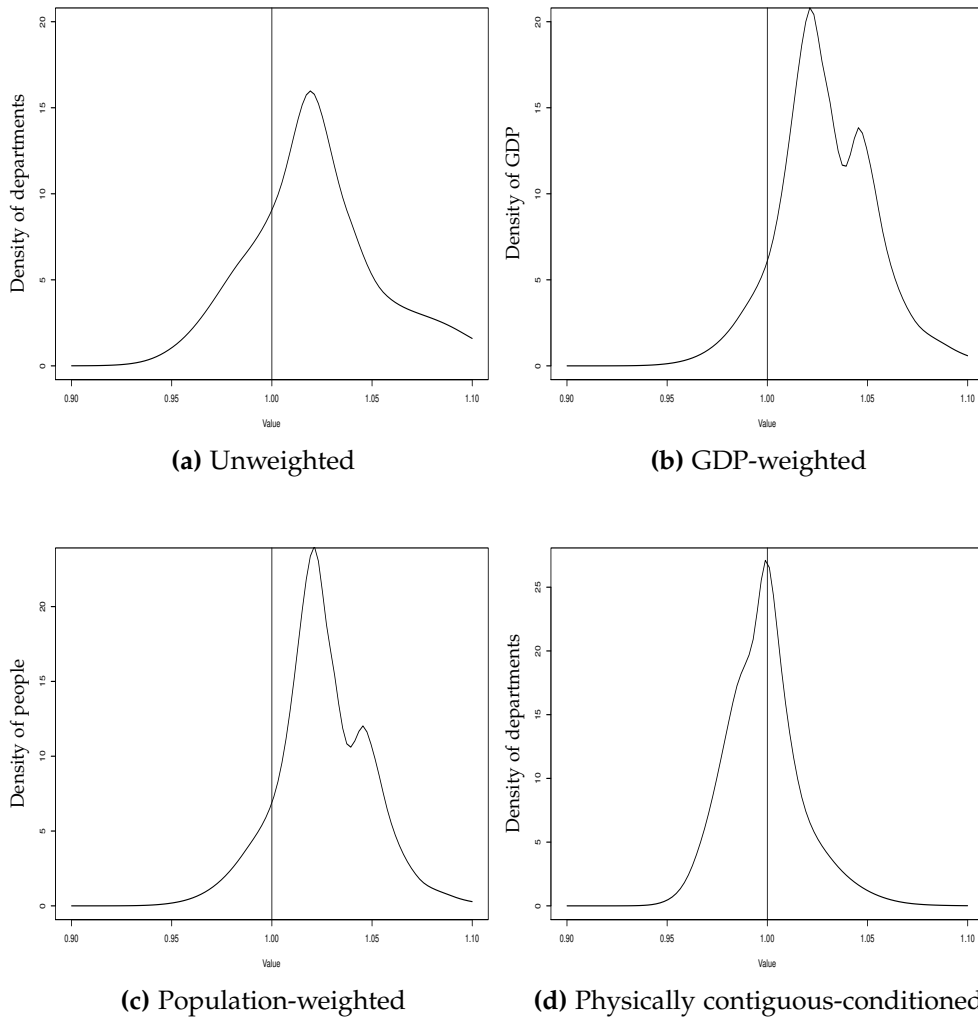 Density of departments
0 5 10 15 20
0.90 0.95 1.00 1.05 1.10
Value
(a) Unweighted
Density of GDP
0 5 10 15 20
0.90 0.95 1.00 1.05 1.10
Value
(b) GDP-weighted
Density of people
0 5 10 15 20
0.90 0.95 1.00 1.05 1.10
Value
(c) Population-weighted
Density of departments
0 5 10 15 20 25
0.90 0.95 1.00 1.05 1.10
Value
(d) Physically contiguous-conditioned